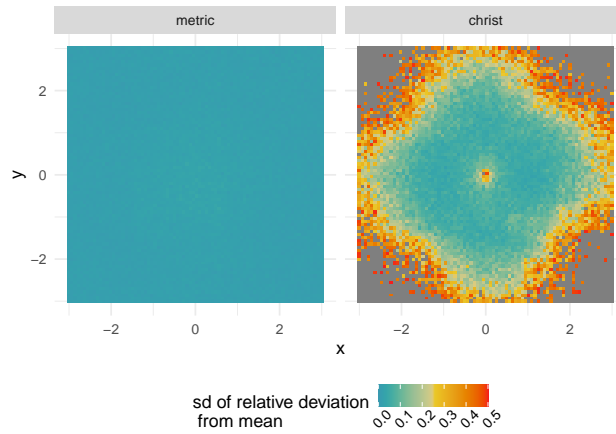 metric
christ
y
2
0
−2
−2
0
2
−2
0
2
x
sd of relative deviation
from mean
0.0
0.1
0.2
0.3
0.4
0.5